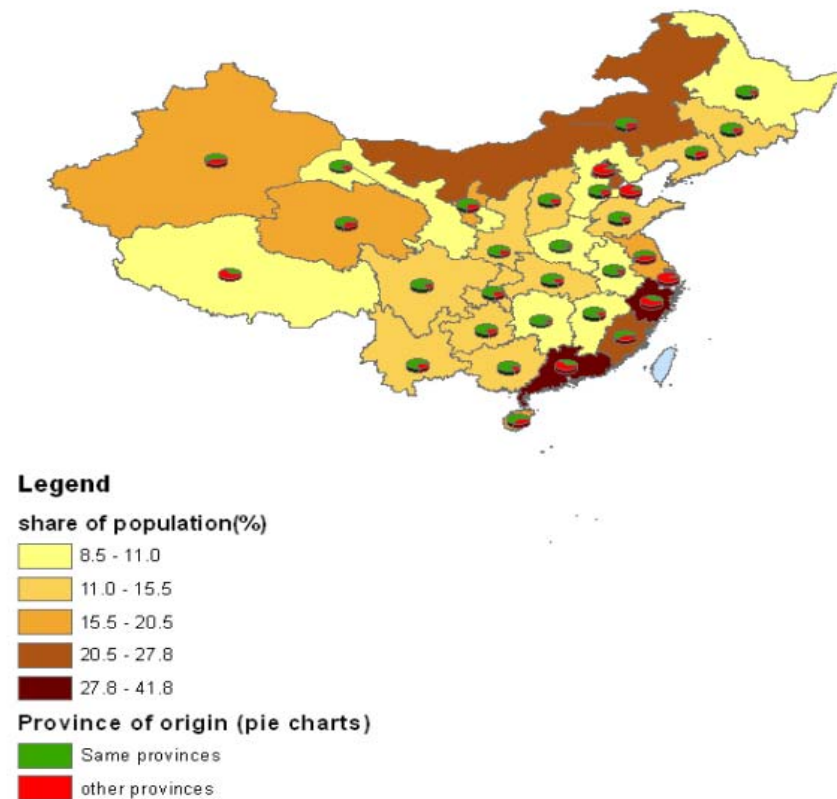 Legend
share of population(%)
8.5 - 11.0
11.0 - 15.5
15.5 - 20.5
20.5 - 27.8
27.8 - 41.8
Province of origin (pie charts)
Same provinces
other provinces